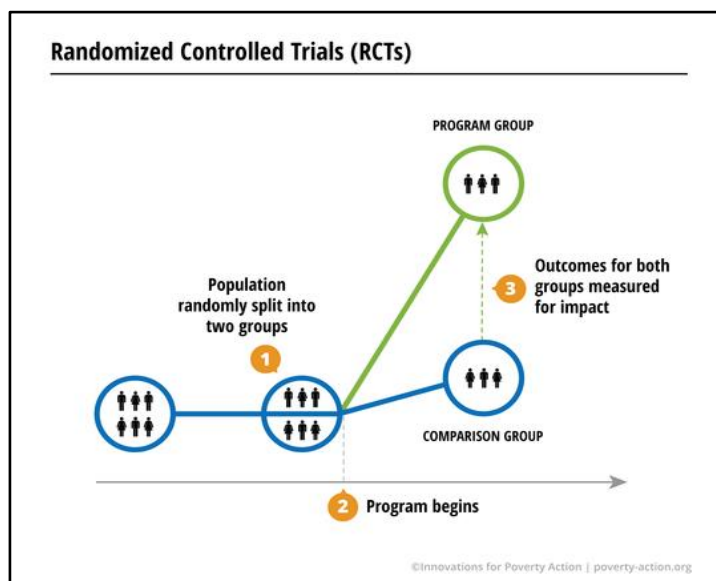 Randomized Controlled Trials (RCTs)
PROGRAM GROUP
Population
randomly split into
two groups
1
3
Outcomes for both
groups measured
for impact
COMPARISON GROUP
2
Program begins
©Innovations for Poverty Action | poverty-action.org